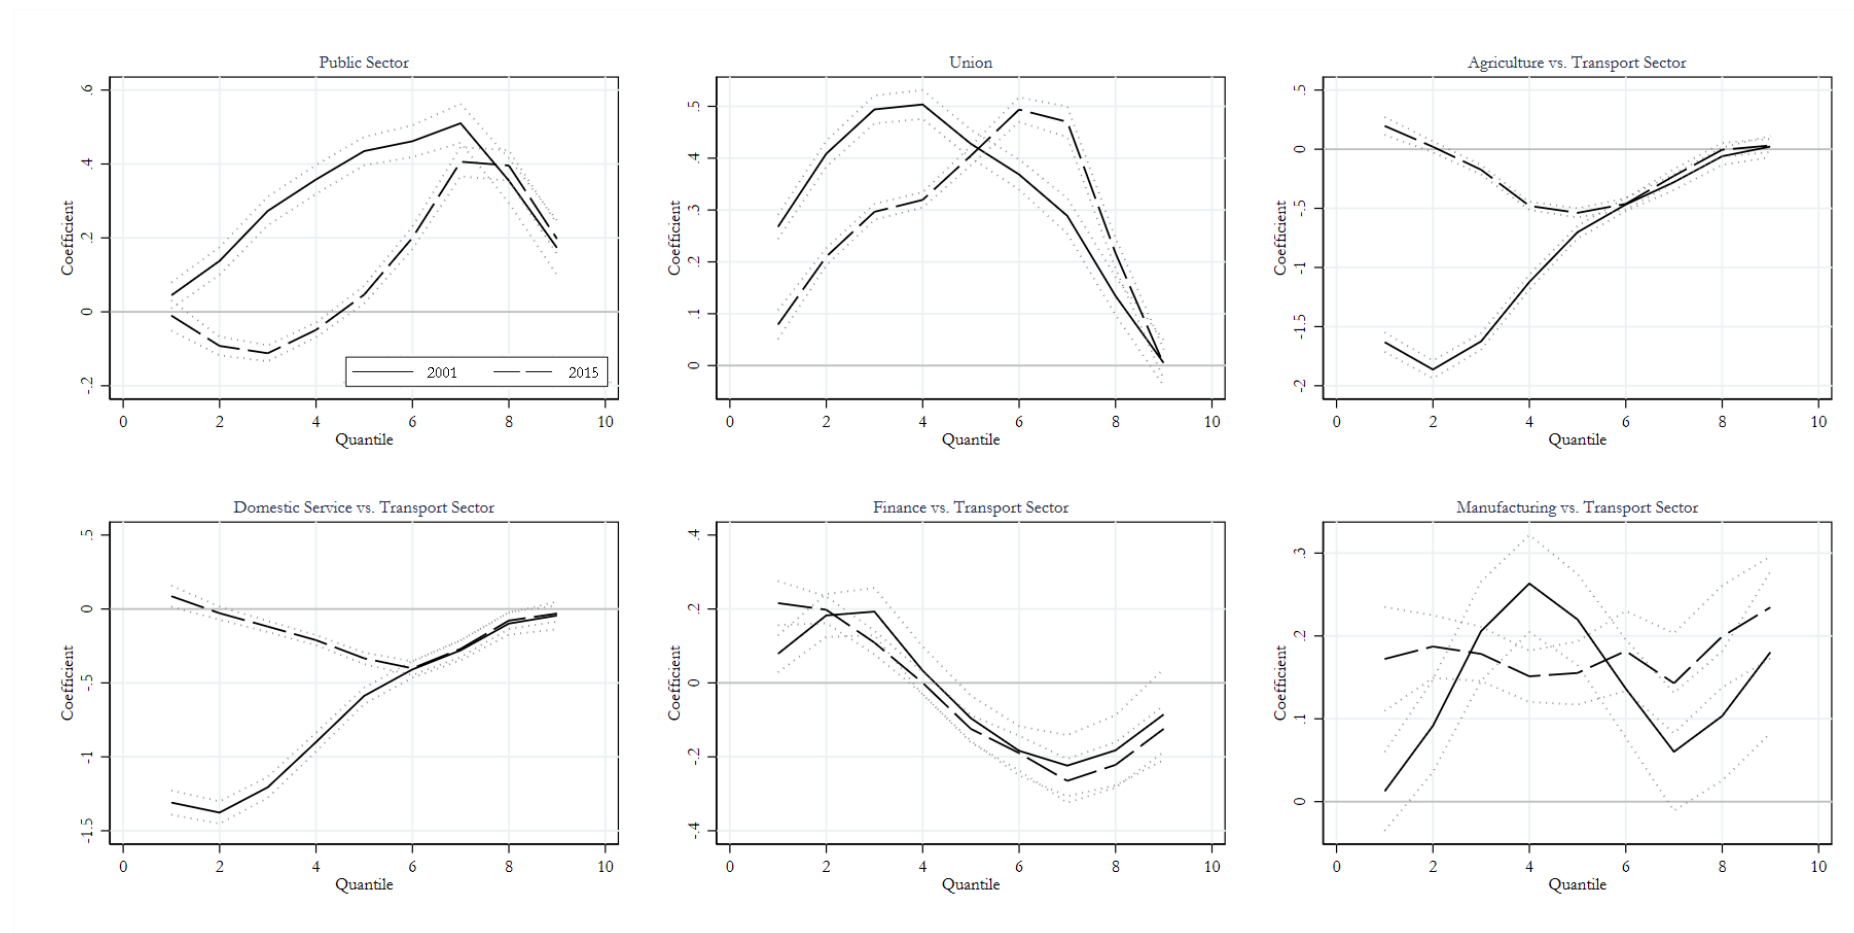 Public Sector
.6
.4
.2
0
-.2
Coefficient
2001 2015
0 2 4 6 8 10
Quantile
Union
.5
.4
.3
.2
.1
0
Coefficient
0 2 4 6 8 10
Quantile
Agriculture vs. Transport Sector
.5
0
-.5
-1
-1.5
-2
Coefficient
0 2 4 6 8 10
Quantile
Domestic Service vs. Transport Sector
.5
0
-.5
-1
-1.5
Coefficient
0 2 4 6 8 10
Quantile
Finance vs. Transport Sector
.4
.2
0
-.2
-.4
Coefficient
0 2 4 6 8 10
Quantile
Manufacturing vs. Transport Sector
.3
.2
.1
0
Coefficient
0 2 4 6 8 10
Quantile